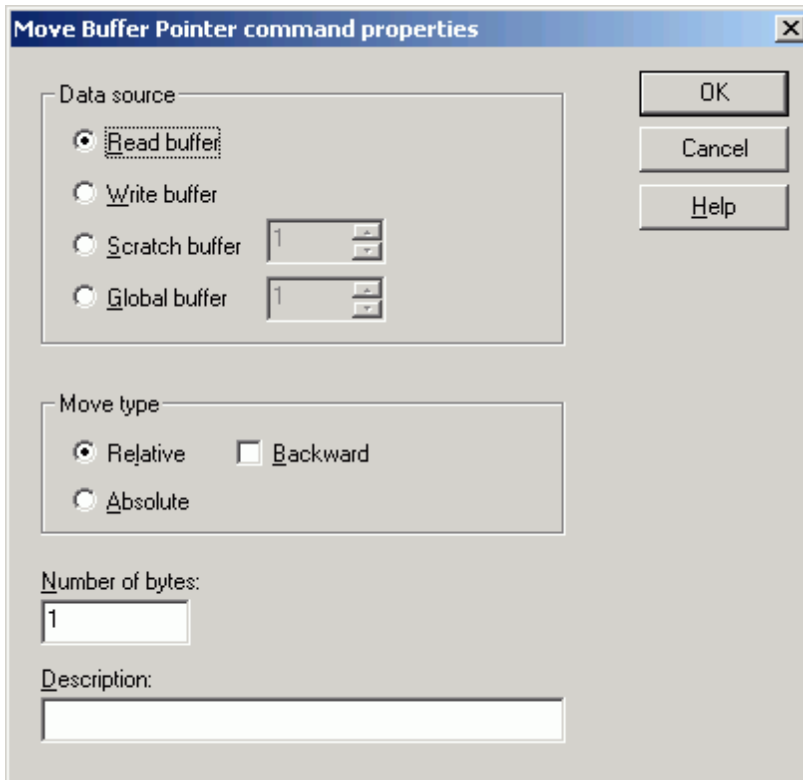 Move Buffer Pointer command properties
Data source
Read buffer
Write buffer
Scratch buffer 1
Global buffer 1
OK
Cancel
Help
Move type
Relative Backward
Absolute
Number of bytes:
1
Description: